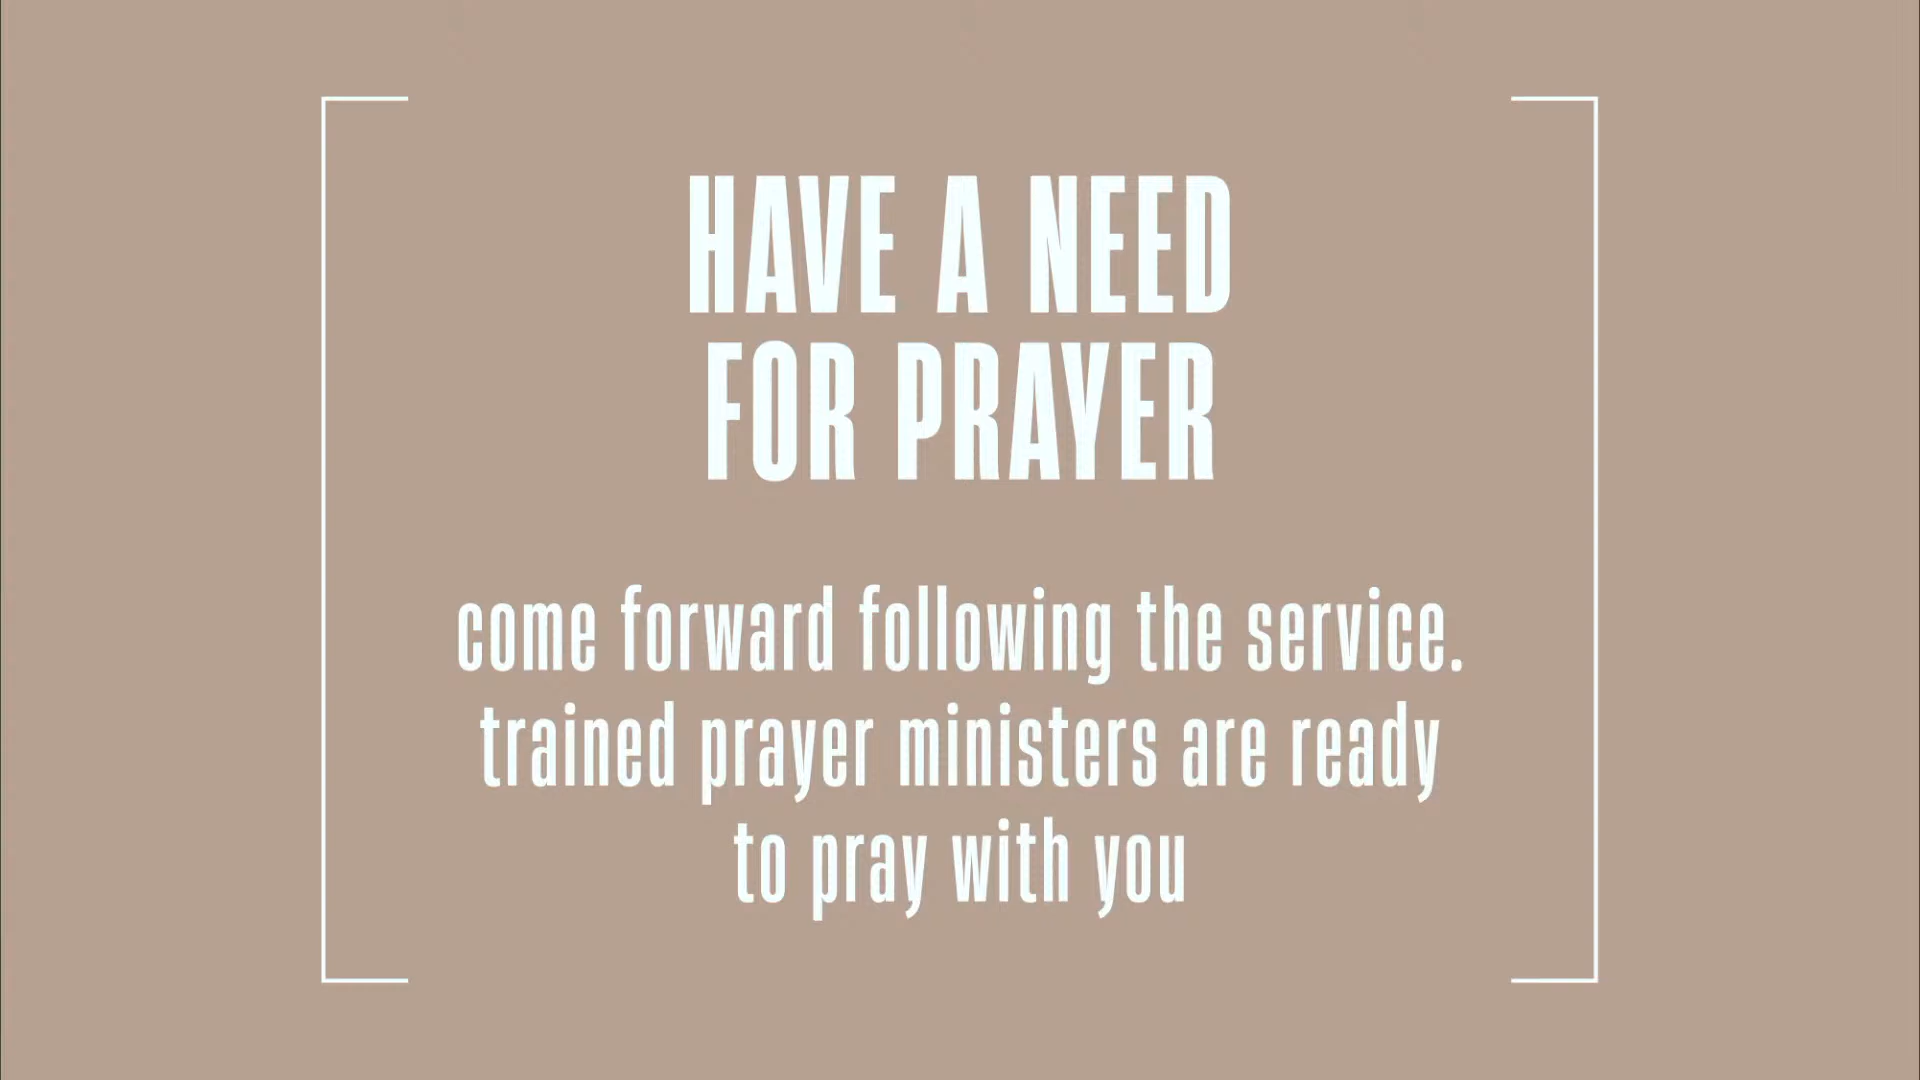 HAVE A NEED
FOR PRAYER
come forward following the service.
trained prayer ministers are ready
to pray with you